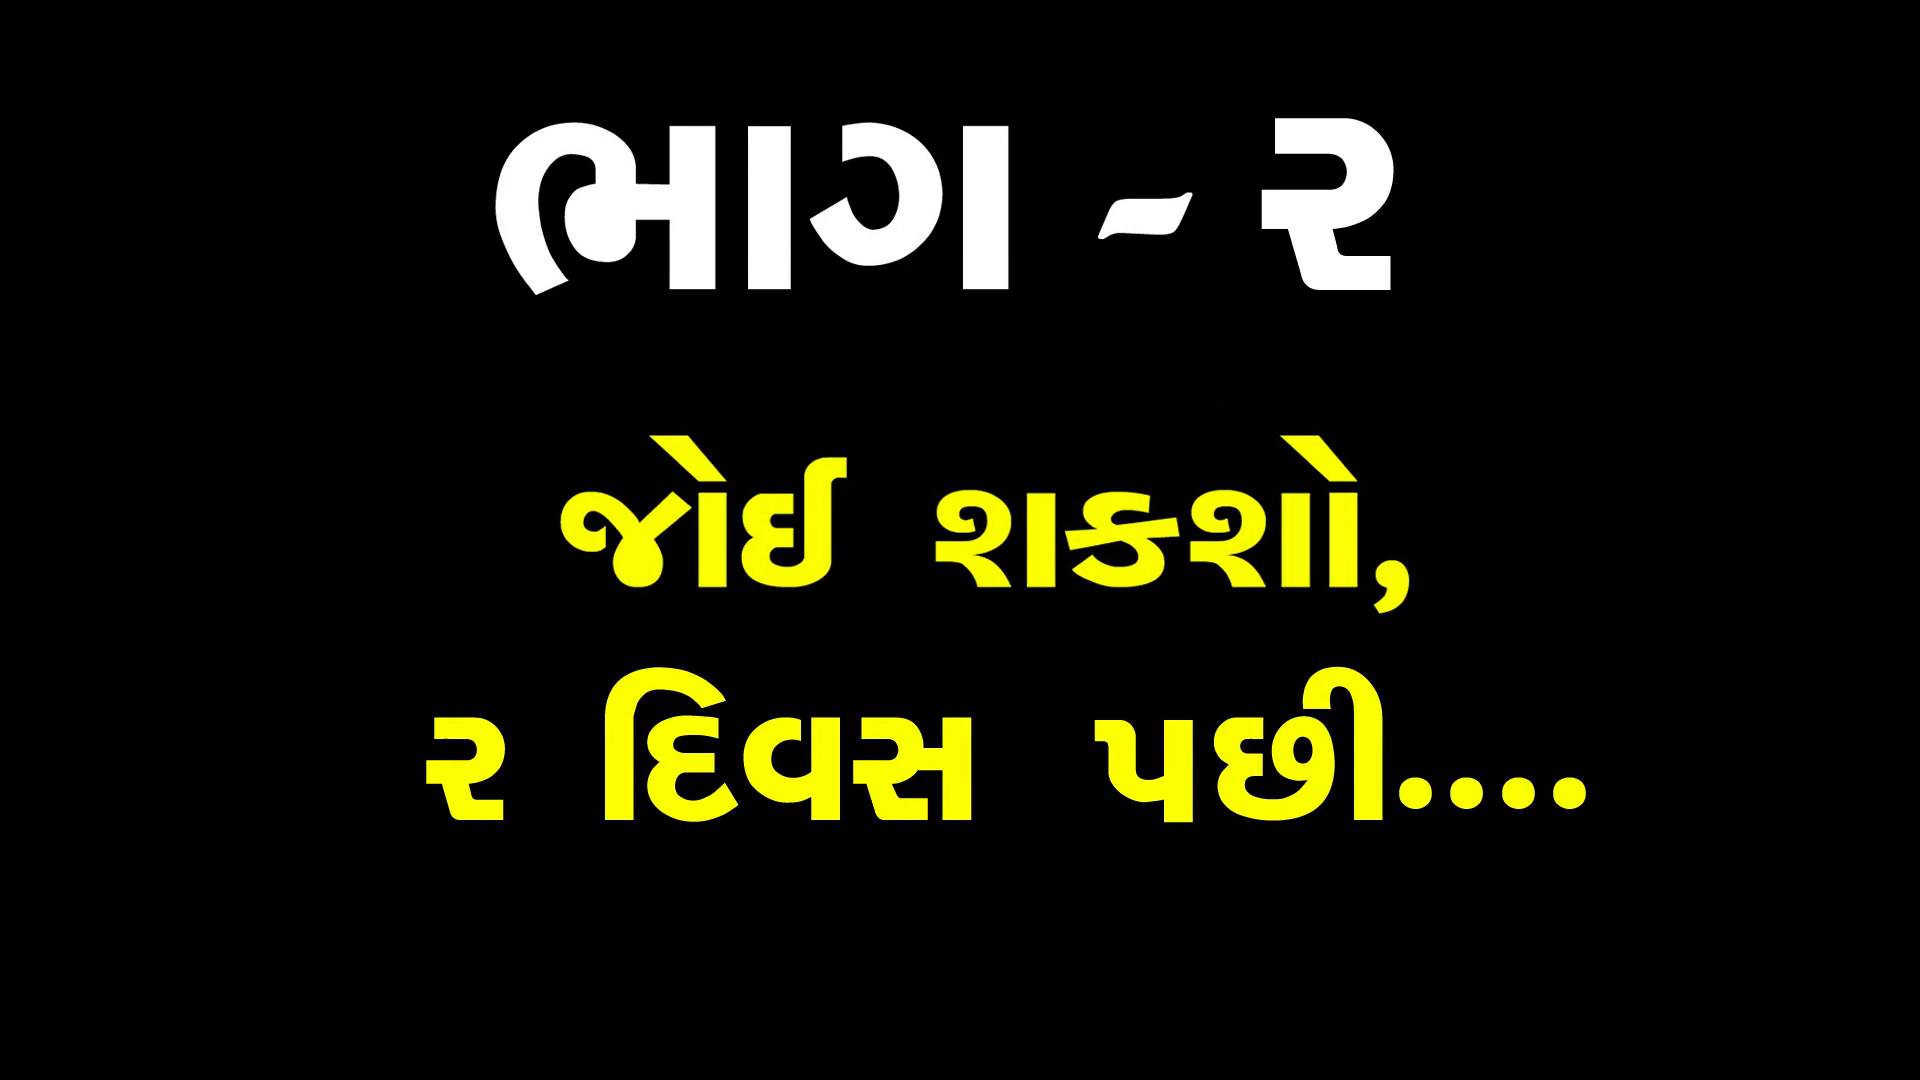 ભાગ - ૨
જોઈ શકશો,
૨ દિવસ પછી....